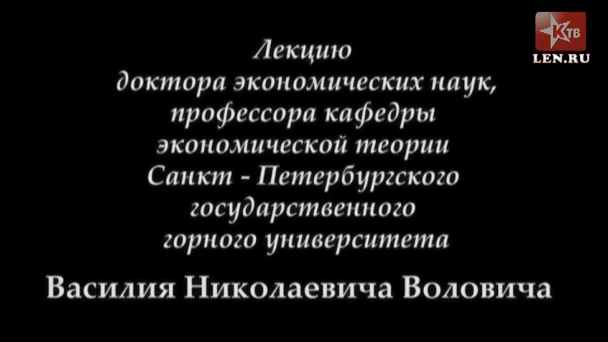 КТВ
LEN.RU
Лекцию
доктора экономических наук,
профессора кафедры
экономической теории
Санкт - Петербургского
государственного
горного университета
Василия Николаевича Воловича